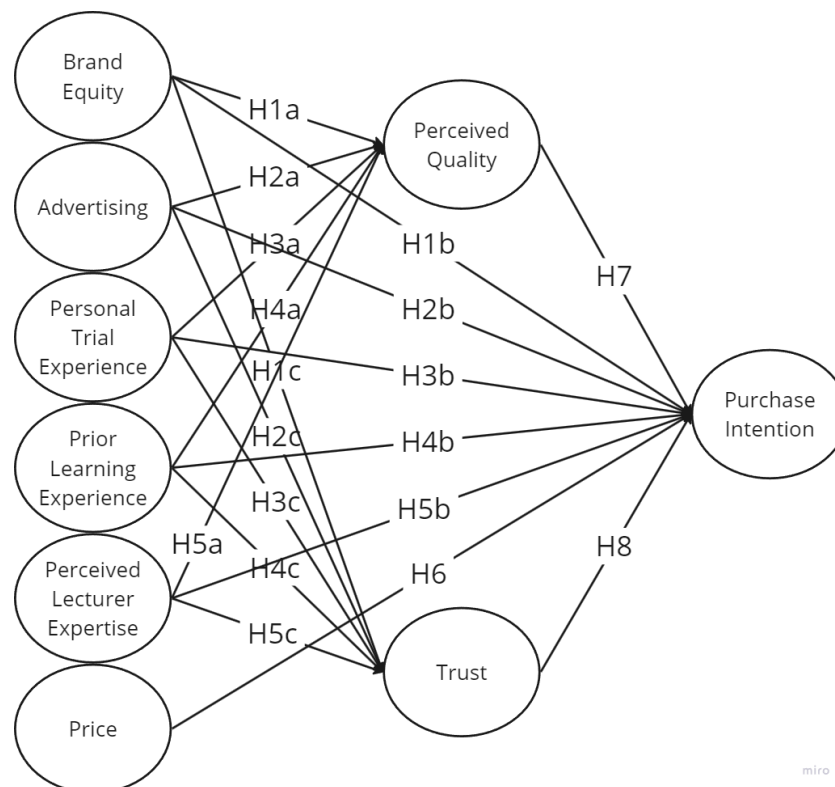 Brand
Equity
Advertising
Personal
Trial
Experience
Prior
Learning
Experience
Perceived
Lecturer
Expertise
Price
H1a
H2a
H3a
H4a
H1c
H2c
H3c
H5a
H4c
H5c
Perceived
Quality
H1b
H2b
H3b
H4b
H5b
H6
Trust
H7
H8
Purchase
Intention
miro